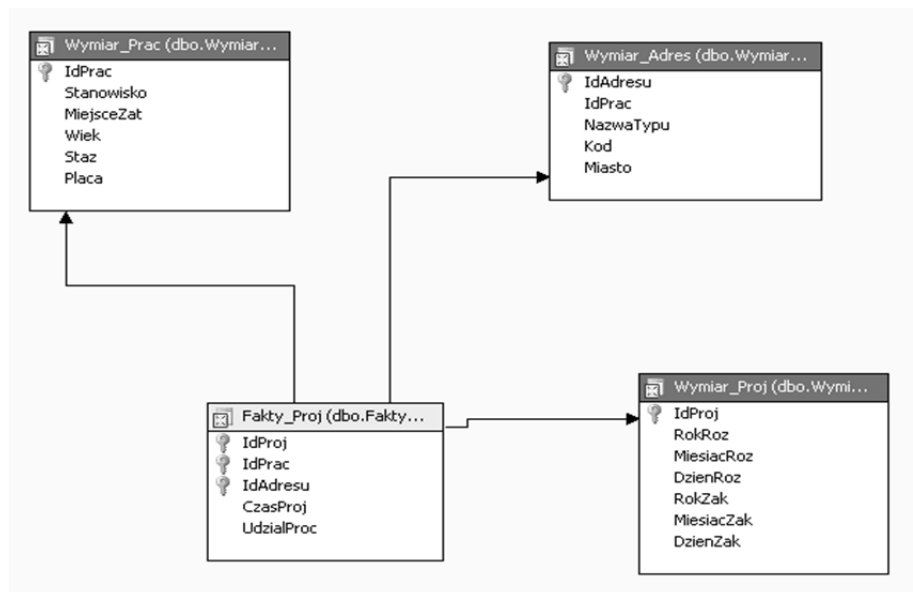 Wymiar_Prac (dbo.Wymiar...
IdPrac
Stanowisko
MiejsceZat
Wiek
Staz
Placa
Wymiar_Adres (dbo.Wymiar...
IdAdresu
IdPrac
NazwaTypu
Kod
Miasto
Fakty_Proj (dbo.Fakty...
IdProj
IdPrac
IdAdresu
CzasProj
UdzialProc
Wymiar_Proj (dbo.Wymi...
IdProj
RokRoz
MiesiacRoz
DzienRoz
RokZak
MiesiacZak
DzienZak